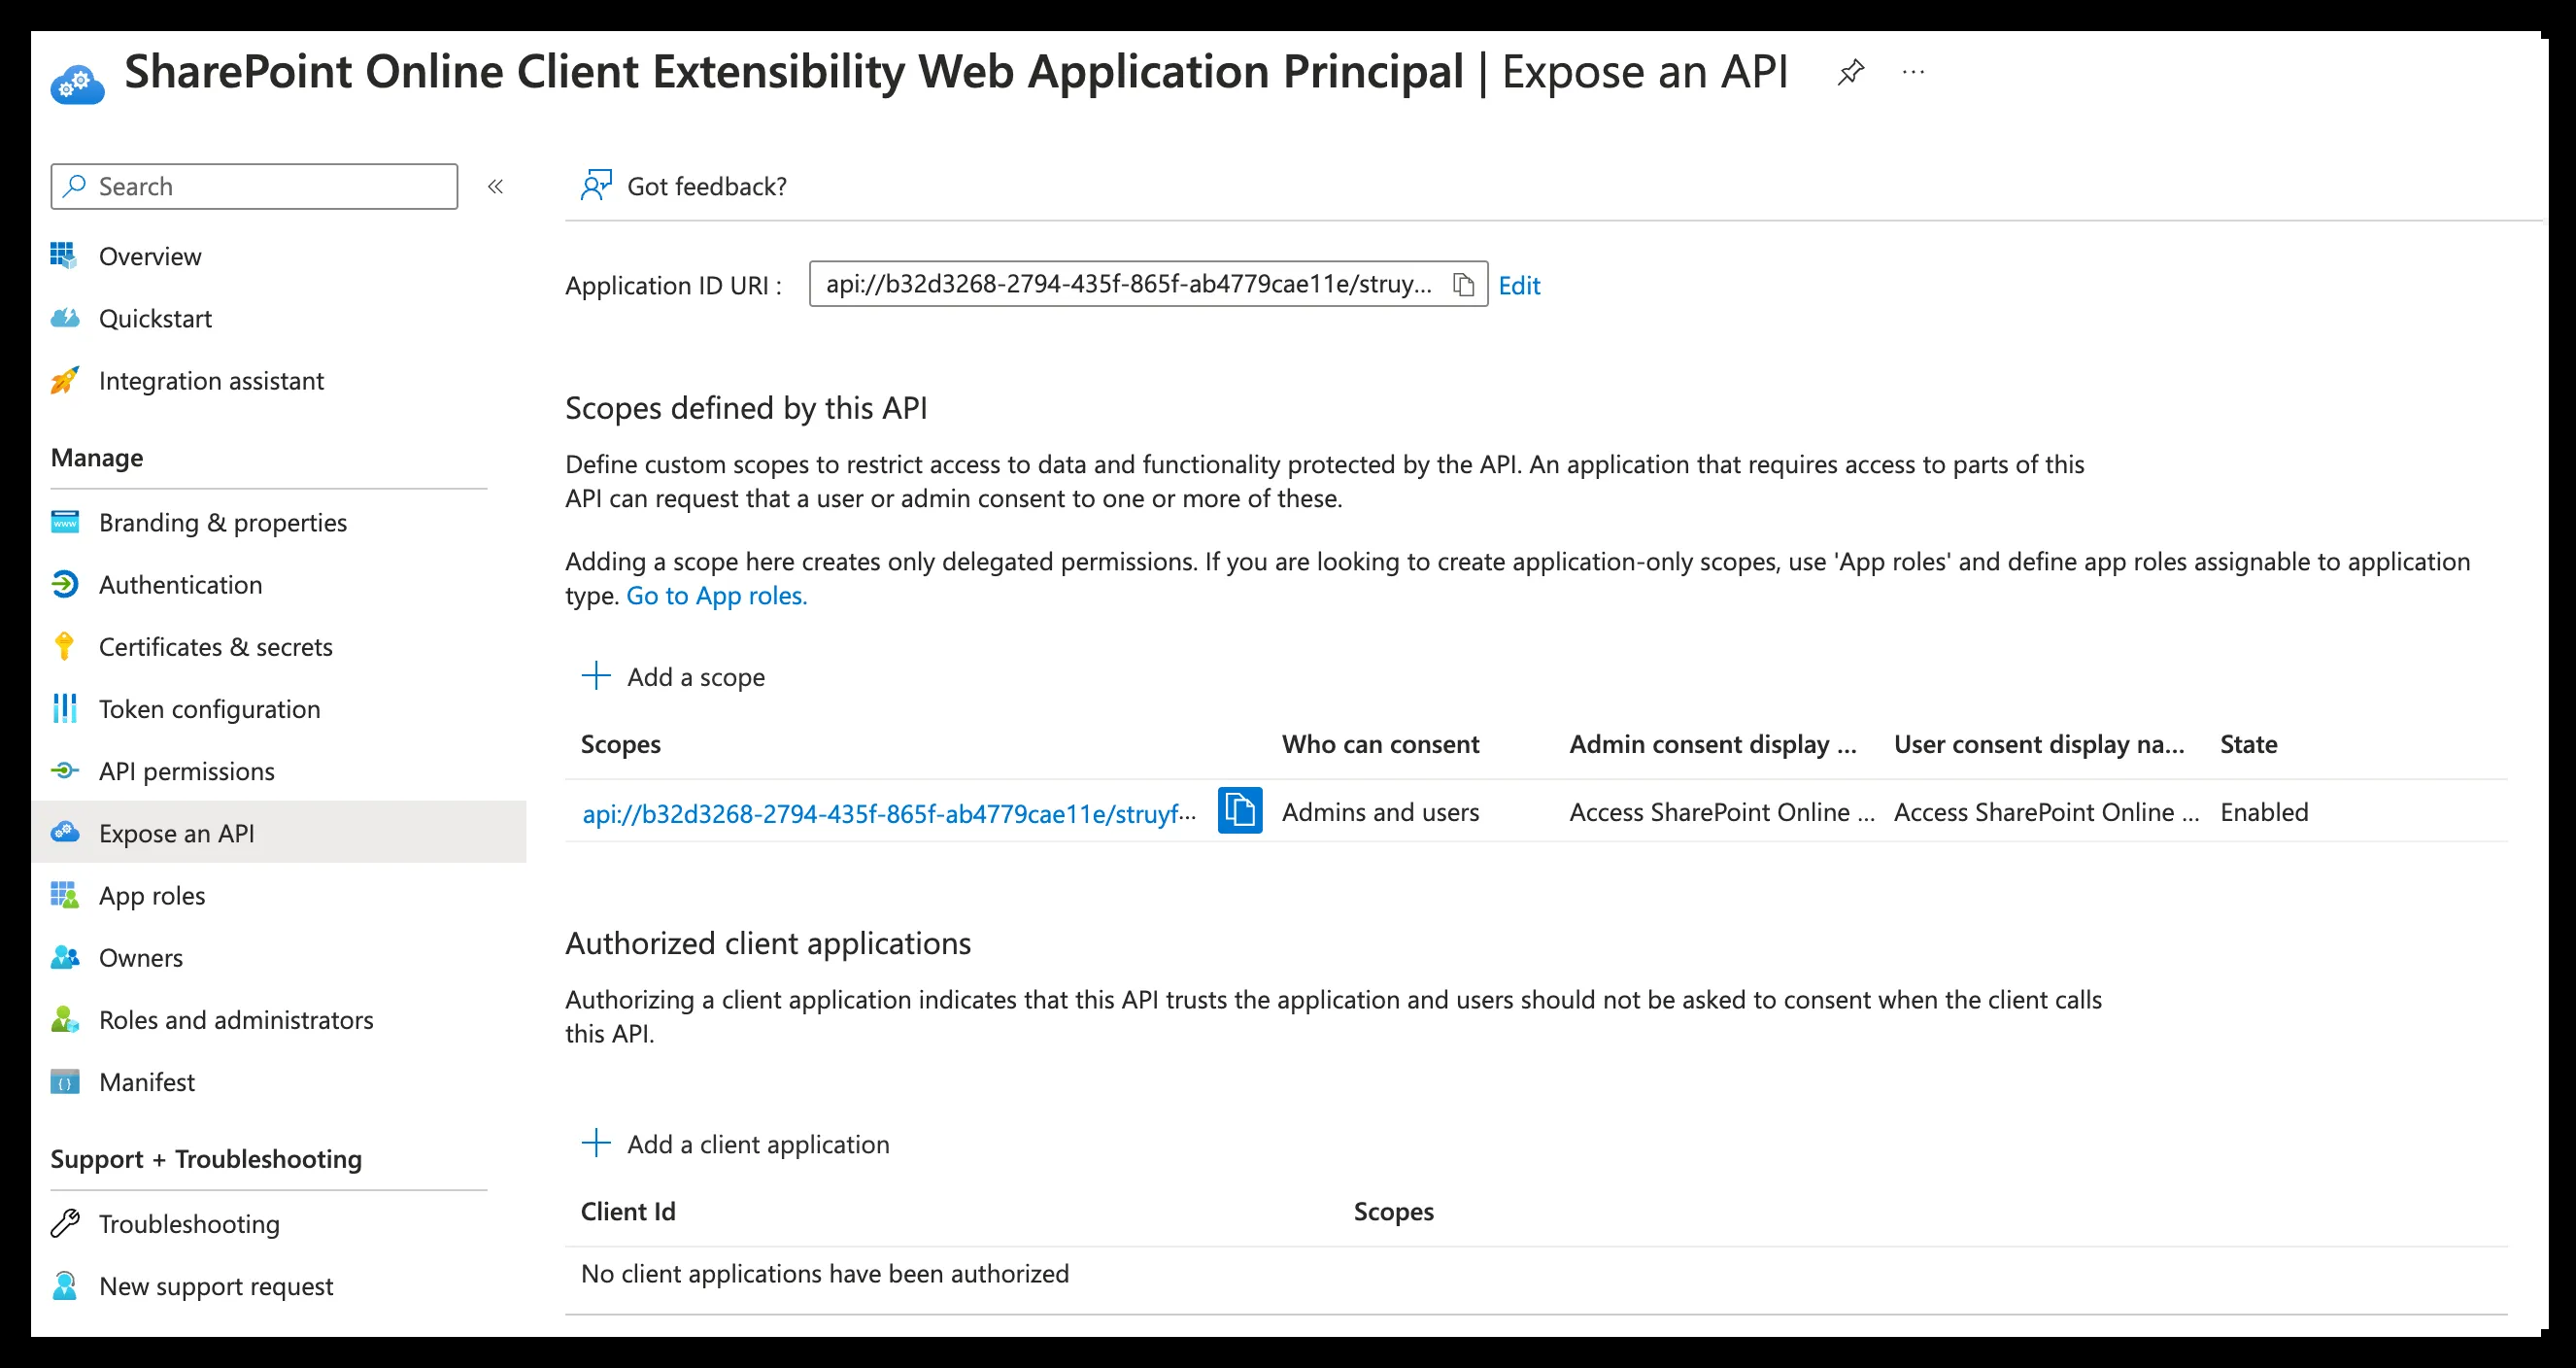 SharePoint Online Client Extensibility Web Application Principal | Expose an API
Search
Overview
Quickstart
Integration assistant
Manage
Branding & properties
Authentication
Certificates & secrets
Token configuration
API permissions
Expose an API
App roles
Owners
Roles and administrators
Manifest
Support + Troubleshooting
Troubleshooting
New support request
Got feedback?
Application ID URI : api://b32d3268-2794-435f-865f-ab4779cae11e/struy... Edit
Scopes defined by this API
Define custom scopes to restrict access to data and functionality protected by the API. An application that requires access to parts of this
API can request that a user or admin consent to one or more of these.
Adding a scope here creates only delegated permissions. If you are looking to create application-only scopes, use 'App roles' and define app roles assignable to application
type. Go to App roles.
Add a scope
Scopes Who can consent Admin consent display ... User consent display na... State
api://b32d3268-2794-435f-865f-ab4779cae11e/struyf... Admins and users Access SharePoint Online ... Access SharePoint Online ... Enabled
Authorized client applications
Authorizing a client application indicates that this API trusts the application and users should not be asked to consent when the client calls
this API.
Add a client application
Client Id Scopes
No client applications have been authorized